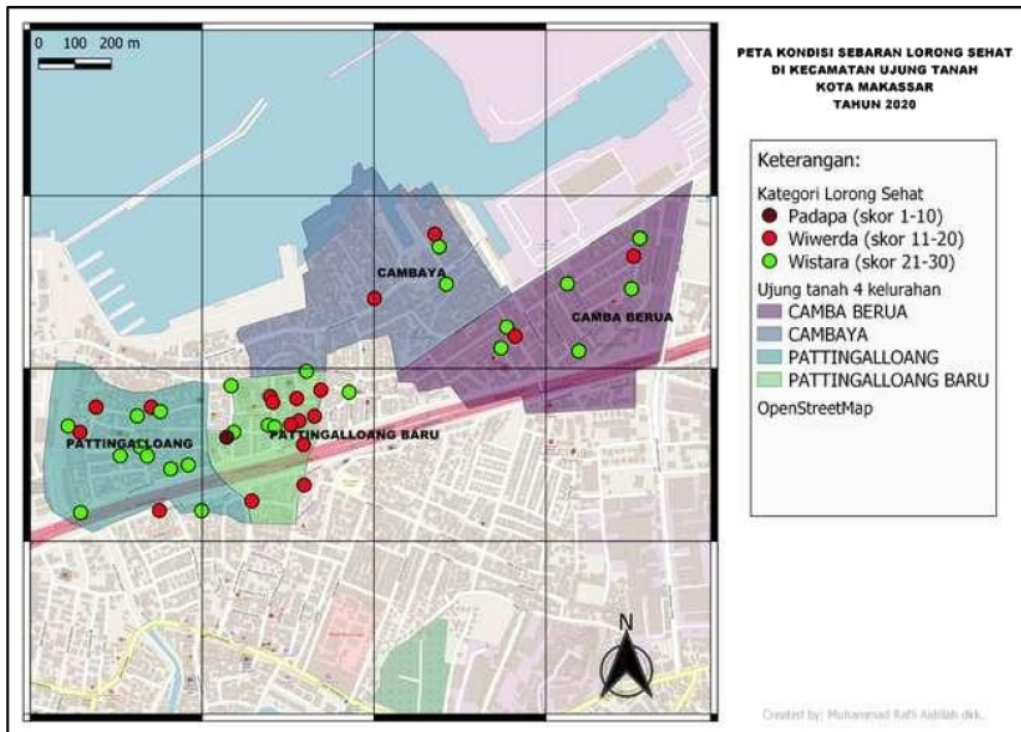 0 100 200 m
PETA KONDISI SEBARAN LORONG SEHAT
DI KECAMATAN UJUNG TANAH
KOTA MAKASSAR
TAHUN 2020
Keterangan:
Kategori Lorong Sehat
Padapa (skor 1-10)
Wiwerda (skor 11-20)
Wistara (skor 21-30)
Ujung tanah 4 kelurahan
CAMBA BERUA
CAMBAYA
PATTINGALLOANG
PATTINGALLOANG BARU
OpenStreetMap
CAMBAYA
CAMBA BERUA
PATTINGALLOANG
PATTINGALLOANG BARU
N
Created by: Muhammad Rafli Aidillah dkk.